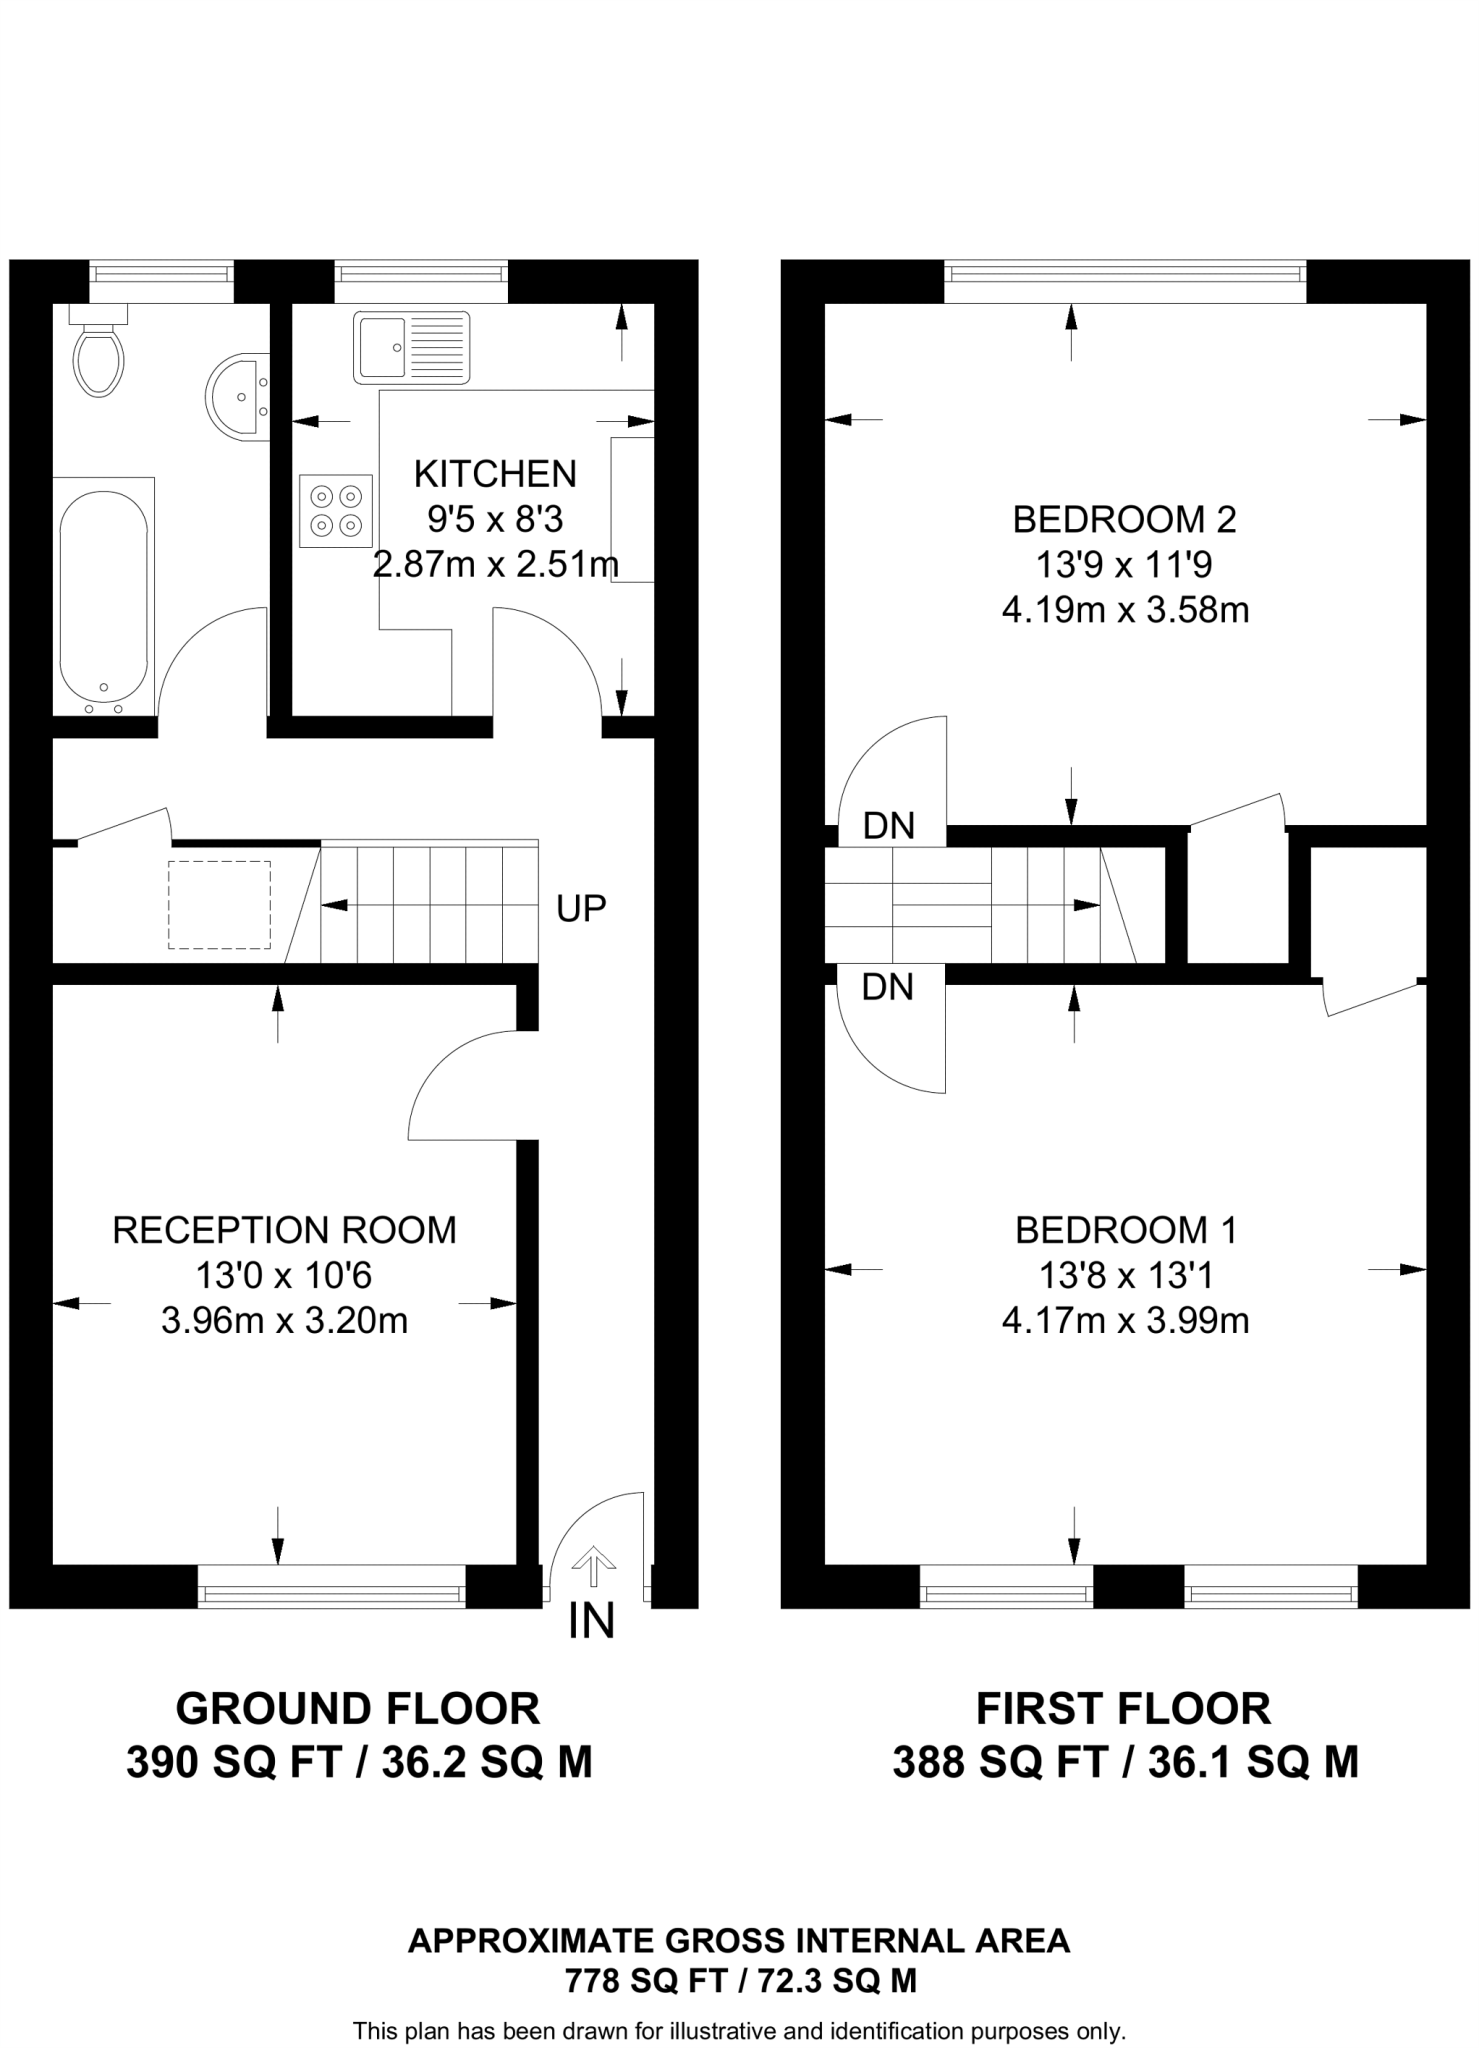 KITCHEN
9'5 x 8'3
2.87m x 2.51m
UP
RECEPTION ROOM
13'0 x 10'6
3.96m x 3.20m
IN
GROUND FLOOR
390 SQ FT / 36.2 SQ M
BEDROOM 2
13'9 x 11'9
4.19m x 3.58m
DN
DN
BEDROOM 1
13'8 x 13'1
4.17m x 3.99m
FIRST FLOOR
388 SQ FT / 36.1 SQ M
APPROXIMATE GROSS INTERNAL AREA
778 SQ FT / 72.3 SQ M
This plan has been drawn for illustrative and identification purposes only.